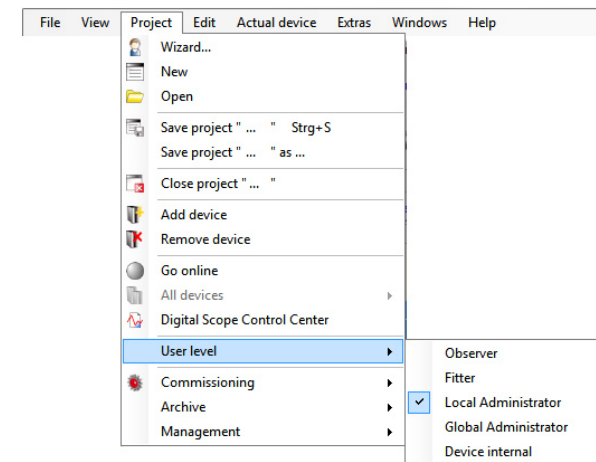 File View Project Edit Actual device Extras Windows Help
Wizard...
New
Open
Save project " ... " Strg+S
Save project " ... " as ...
Close project " ... "
Add device
Remove device
Go online
All devices
Digital Scope Control Center
User level
Observer
Fitter
Local Administrator
Global Administrator
Device internal
Commissioning
Archive
Management